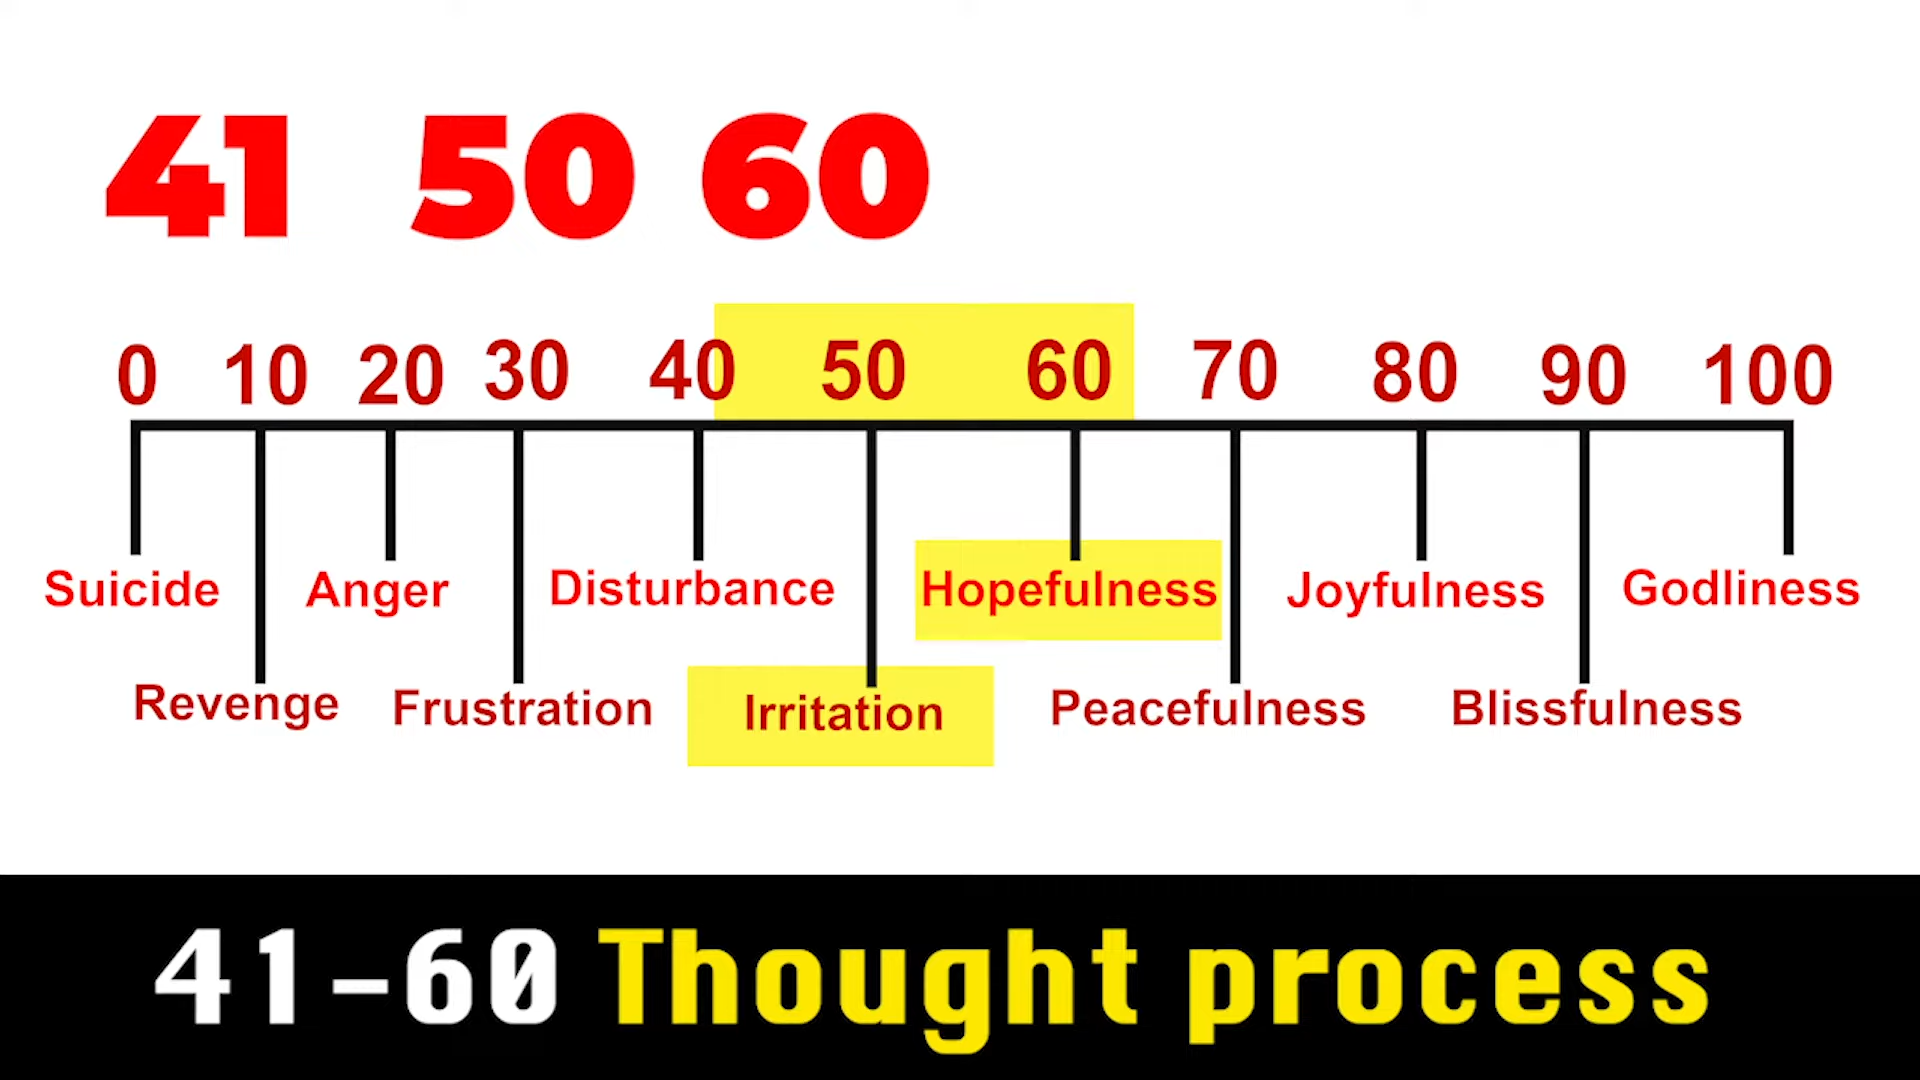 41 50 60
0 10 20 30 40 50 60 70 80 90 100
Suicide Anger Disturbance Hopefulness Joyfulness Godliness
Revenge Frustration Irritation Peacefulness Blissfulness
41-60 Thought process